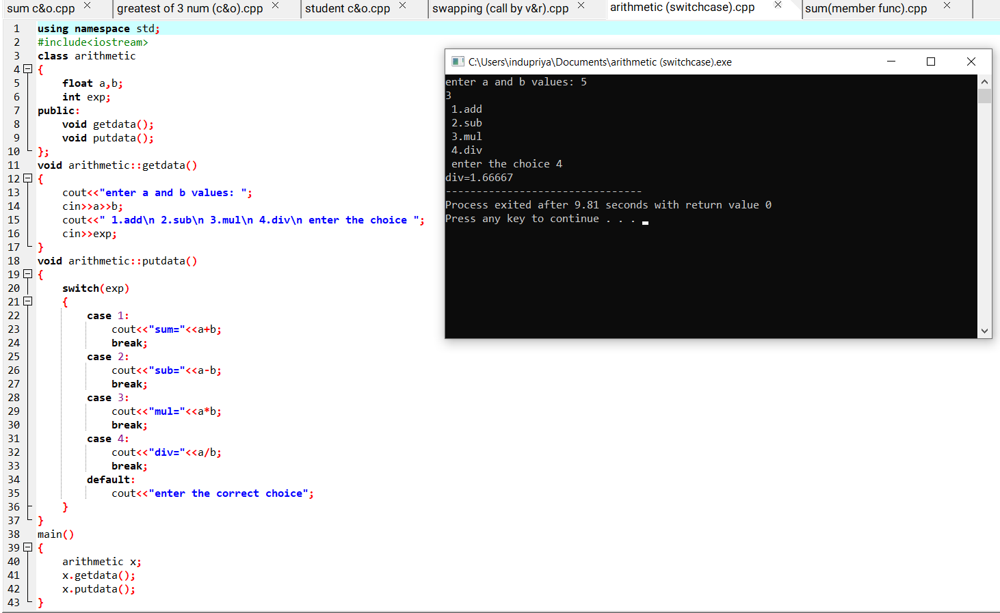 sum c&o.cpp greatest of 3 num (c&o).cpp student c&o.cpp swapping (call by v&r).cpp arithmetic (switchcase).cpp sum(member func).cpp
1 using namespace std;
2 #include<iostream>
3 class arithmetic
4 {
5 float a,b;
6 int exp;
7 public:
8 void getdata();
9 void putdata();
10 };
11 void arithmetic::getdata()
12 {
13 cout<<"enter a and b values: ";
14 cin>>a>>b;
15 cout<<" 1.add\n 2.sub\n 3.mul\n 4.div\n enter the choice ";
16 cin>>exp;
17 }
18 void arithmetic::putdata()
19 {
20 switch(exp)
21 {
22 case 1:
23 cout<<"sum="<<a+b;
24 break;
25 case 2:
26 cout<<"sub="<<a-b;
27 break;
28 case 3:
29 cout<<"mul="<<a*b;
30 break;
31 case 4:
32 cout<<"div="<<a/b;
33 break;
34 default:
35 cout<<"enter the correct choice";
36 }
37 }
38 main()
39 {
40 arithmetic x;
41 x.getdata();
42 x.putdata();
43 }
C:\Users\indupriya\Documents\arithmetic (switchcase).exe
enter a and b values: 5
3
1.add
2.sub
3.mul
4.div
enter the choice 4
div=1.66667
--------------------------------
Process exited after 9.81 seconds with return value 0
Press any key to continue . . .